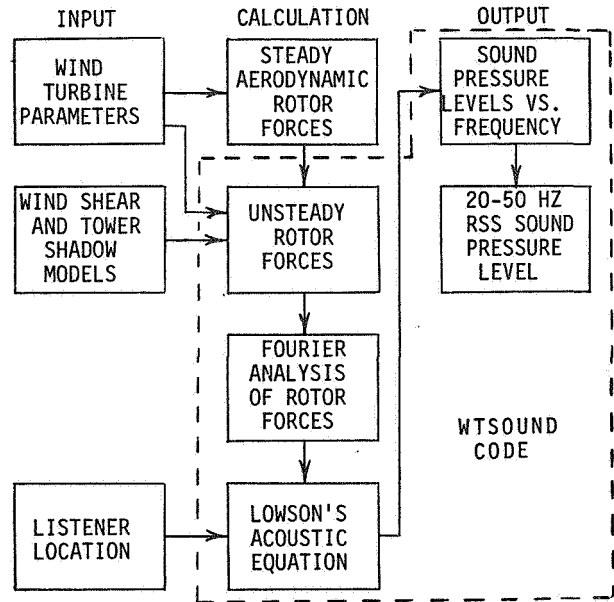 INPUT
CALCULATION
OUTPUT
WIND
TURBINE
PARAMETERS
STEADY
AERODYNAMIC
ROTOR
FORCES
SOUND
PRESSURE
LEVELS VS.
FREQUENCY
WIND SHEAR
AND TOWER
SHADOW
MODELS
UNSTEADY
ROTOR
FORCES
20-50 HZ
RSS SOUND
PRESSURE
LEVEL
FOURIER
ANALYSIS
OF ROTOR
FORCES
WTSOUND
CODE
LISTENER
LOCATION
LOWSON'S
ACOUSTIC
EQUATION